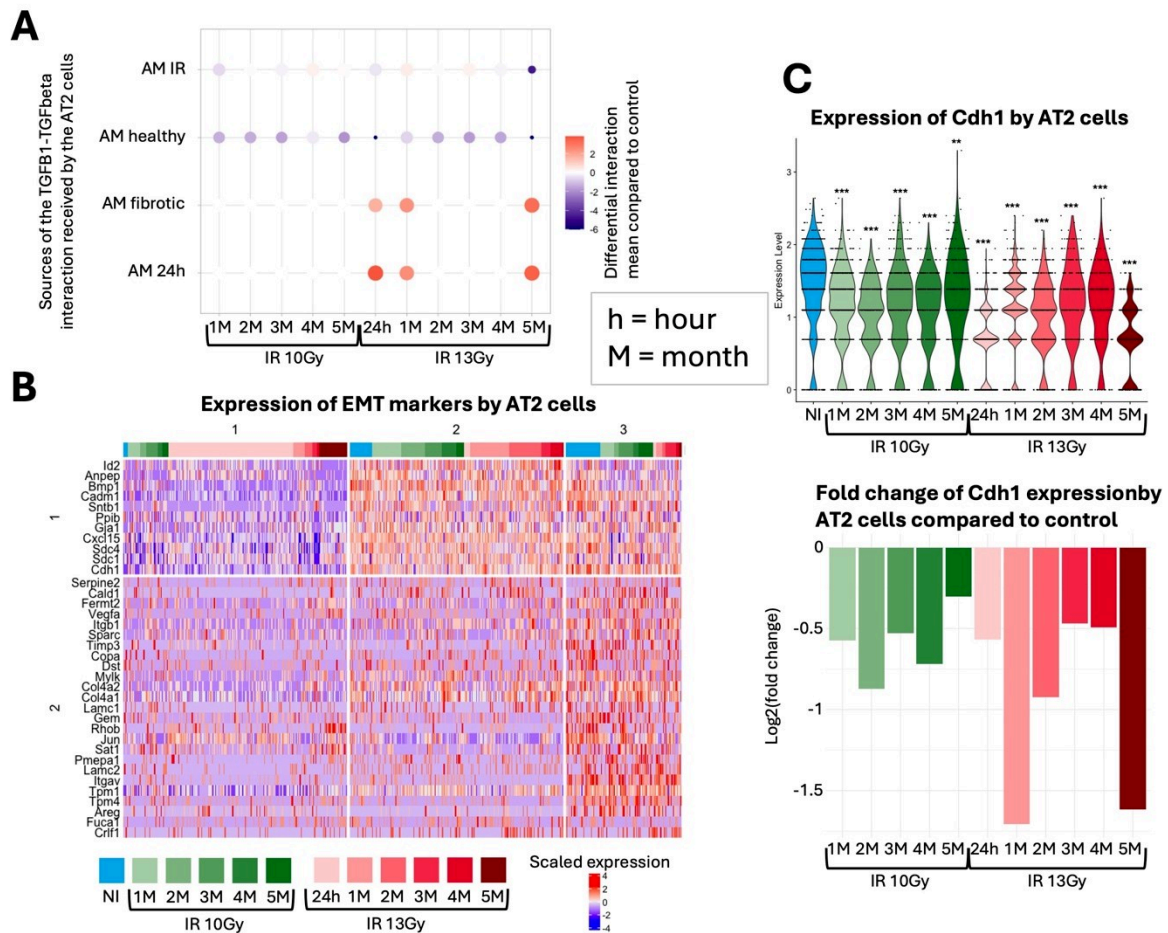 A
Sources of the TGFB1-TGFbeta
interaction received by the AT2 cells
AM IR
AM healthy
AM fibrotic
AM 24h
1M 2M 3M 4M 5M 24h 1M 2M 3M 4M 5M
IR 10Gy IR 13Gy
2
0
-2
-4
-6
Differential interaction
mean compared to control
h = hour
M = month
B
Expression of EMT markers by AT2 cells
1 2 3
1
Id2
Anpep
Bmp1
Cadm1
Sntb1
Ppib
Gja1
Cxcl15
Sdc4
Sdc1
Cdh1
2
Serpine2
Cald1
Fermt2
Vegfa
Itgb1
Sparc
Timp3
Copa
Dst
Mylk
Col4a2
Col4a1
Lamc1
Gem
Rhob
Jun
Sat1
Pmepa1
Lamc2
Itgav
Tpm1
Tpm4
Areg
Fuca1
Crlf1
NI 1M 2M 3M 4M 5M 24h 1M 2M 3M 4M 5M
IR 10Gy IR 13Gy
Scaled expression
4
2
0
-2
-4
C
Expression of Cdh1 by AT2 cells
Expression Level
3
2
1
0
*** *** *** *** ** *** *** *** *** *** ***
NI 1M 2M 3M 4M 5M 24h 1M 2M 3M 4M 5M
IR 10Gy IR 13Gy
Fold change of Cdh1 expressionby
AT2 cells compared to control
Log2(fold change)
0
-0.5
-1
-1.5
1M 2M 3M 4M 5M 24h 1M 2M 3M 4M 5M
IR 10Gy IR 13Gy